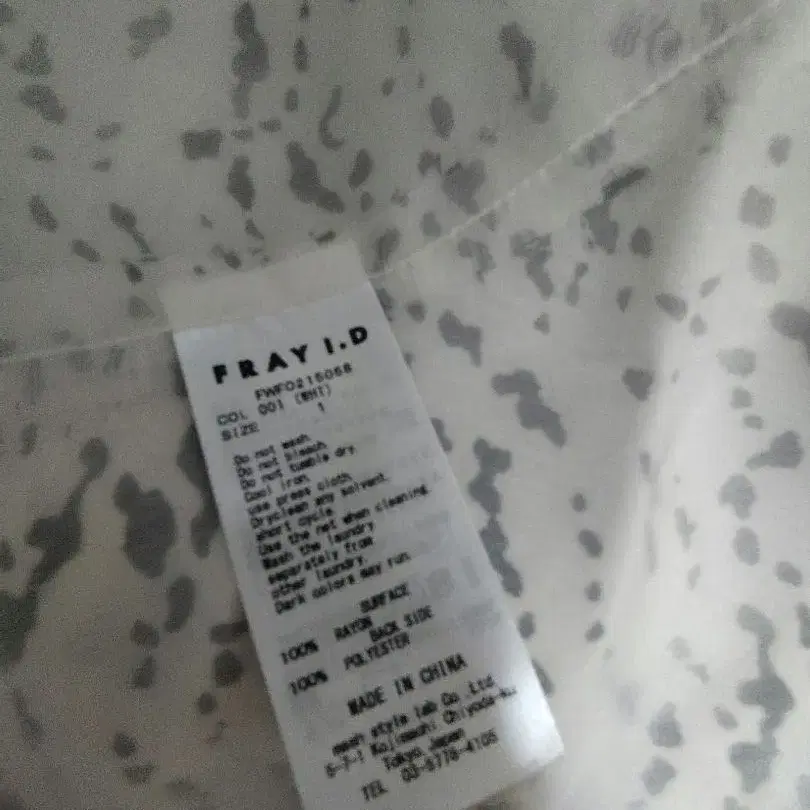 FRAY I.D
FWFO215068
COL 001 (WHT)
SIZE 1
Do not wash.
Do not bleach.
Do not tumble dry.
Cool iron.
use press cloth.
Dryclean any solvent.
short cycle.
Use the net when cleaning.
Wash the laundry
separately from
other laundry.
Dark colors may run.
SURFACE
100% RAYON
BACK SIDE
100% POLYESTER
MADE IN CHINA
mash style lab Co.,Ltd.
6-7-1 Kojimachi Chiyoda-ku
Tokyo Japan
TEL 03-6778-4105